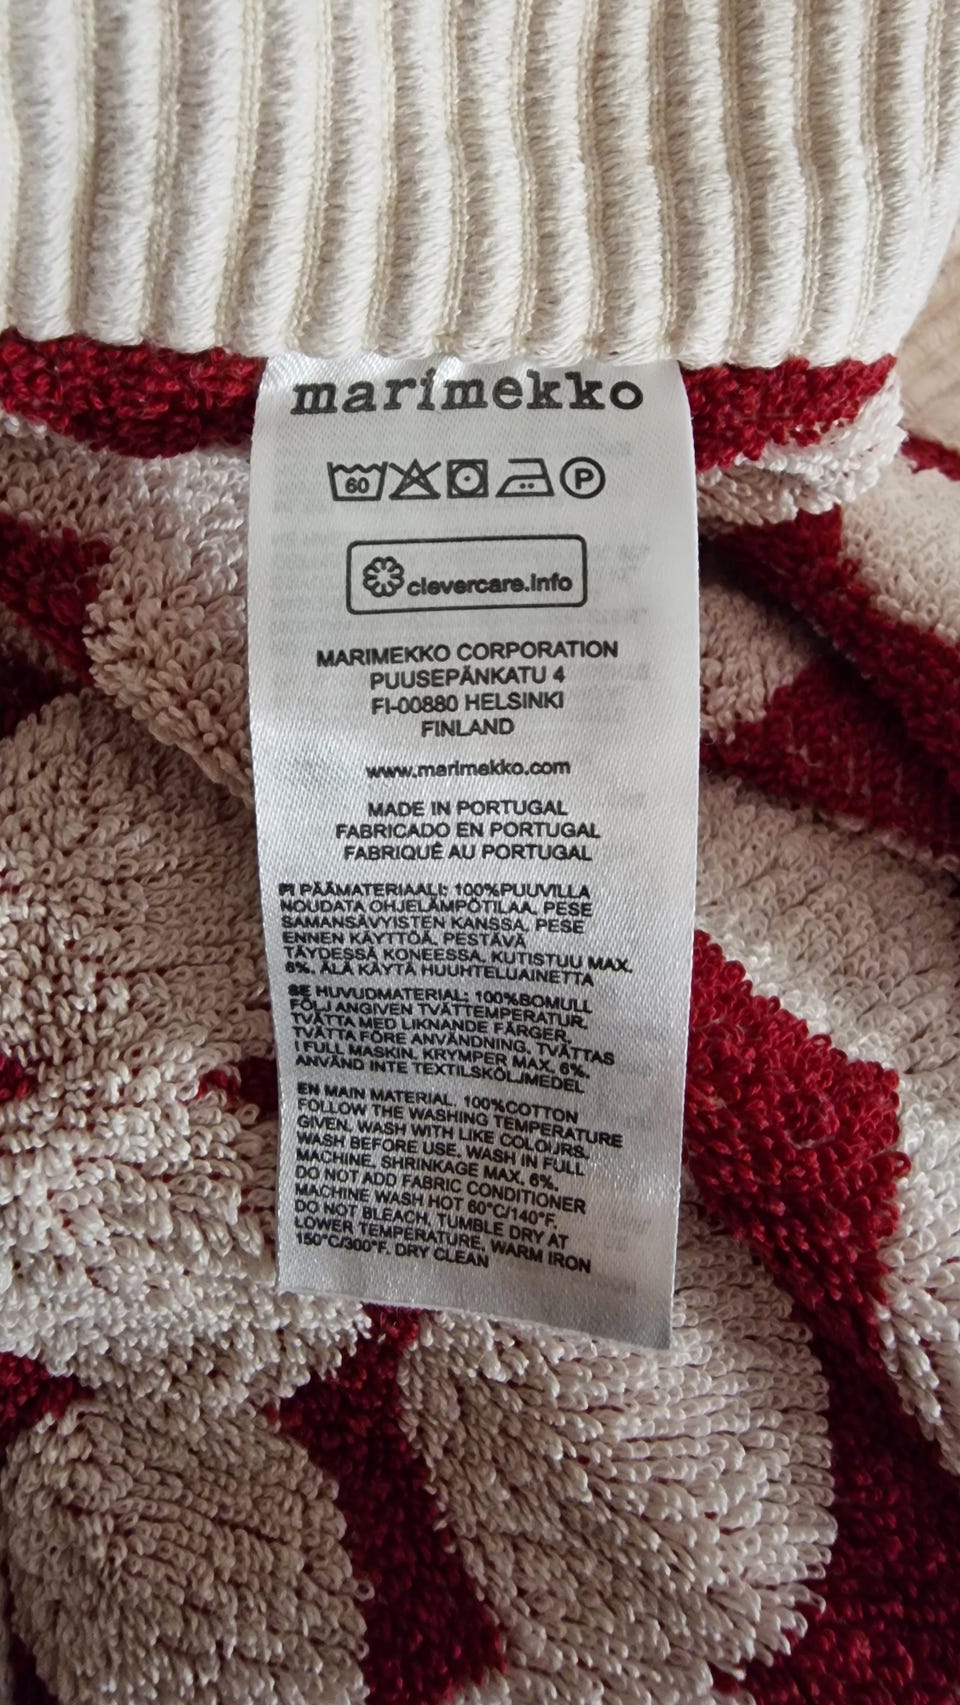 marimekko
60 P
clevercare.info
MARIMEKKO CORPORATION
PUUSEPÄNKATU 4
FI-00880 HELSINKI
FINLAND
www.marimekko.com
MADE IN PORTUGAL
FABRICADO EN PORTUGAL
FABRIQUÉ AU PORTUGAL
FI PÄÄMATERIAALI: 100%PUUVILLA
NOUDATA OHJELÄMPÖTILAA, PESE
SAMANSÄVYISTEN KANSSA, PESE
ENNEN KÄYTTÖÄ, PESTÄVÄ
TÄYDESSÄ KONEESSA, KUTISTUU MAX.
6%. ÄLÄ KÄYTÄ HUUHTELUAINETTA
SE HUVUDMATERIAL: 100%BOMULL
FÖLJ ANGIVEN TVÄTTEMPERATUR,
TVÄTTA MED LIKNANDE FÄRGER,
TVÄTTA FÖRE ANVÄNDNING, TVÄTTAS
I FULL MASKIN, KRYMPER MAX. 6%.
ANVÄND INTE TEXTILSKÖLJMEDEL
EN MAIN MATERIAL. 100%COTTON
FOLLOW THE WASHING TEMPERATURE
GIVEN, WASH WITH LIKE COLOURS,
WASH BEFORE USE, WASH IN FULL
MACHINE, SHRINKAGE MAX. 6%.
DO NOT ADD FABRIC CONDITIONER
MACHINE WASH HOT 60°C/140°F,
DO NOT BLEACH, TUMBLE DRY AT
LOWER TEMPERATURE, WARM IRON
150°C/300°F. DRY CLEAN